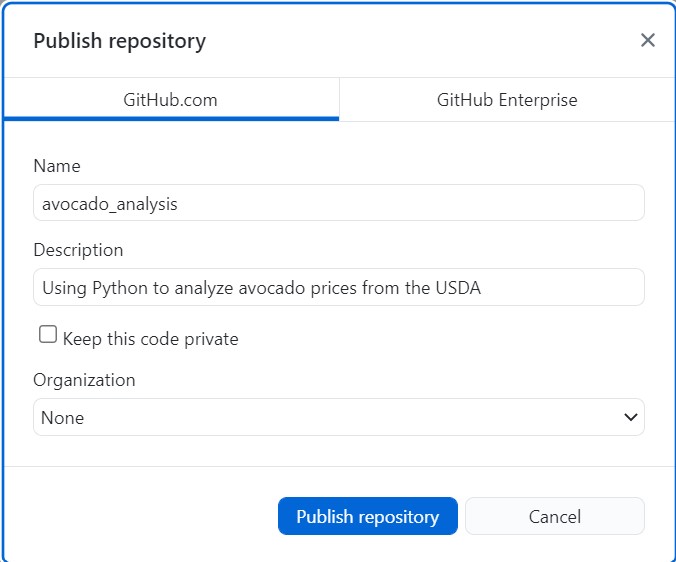 Publish repository
GitHub.com
GitHub Enterprise
Name
avocado_analysis
Description
Using Python to analyze avocado prices from the USDA
Keep this code private
Organization
None
Publish repository
Cancel